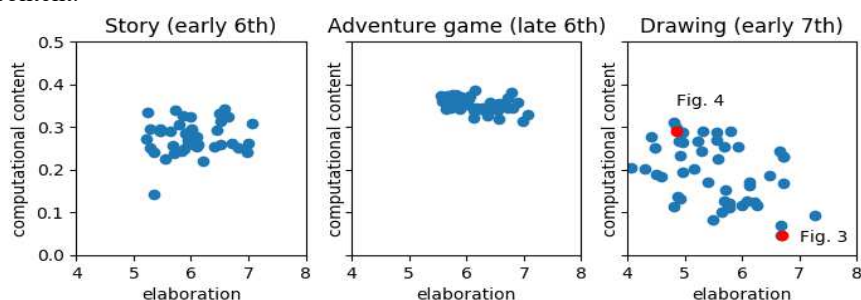 Story (early 6th)
Adventure game (late 6th)
Drawing (early 7th)
0.5
0.4
0.3
0.2
0.1
0.0
computational content
computational content
computational content
Fig. 4
Fig. 3
4 5 6 7 8
4 5 6 7 8
4 5 6 7 8
elaboration
elaboration
elaboration